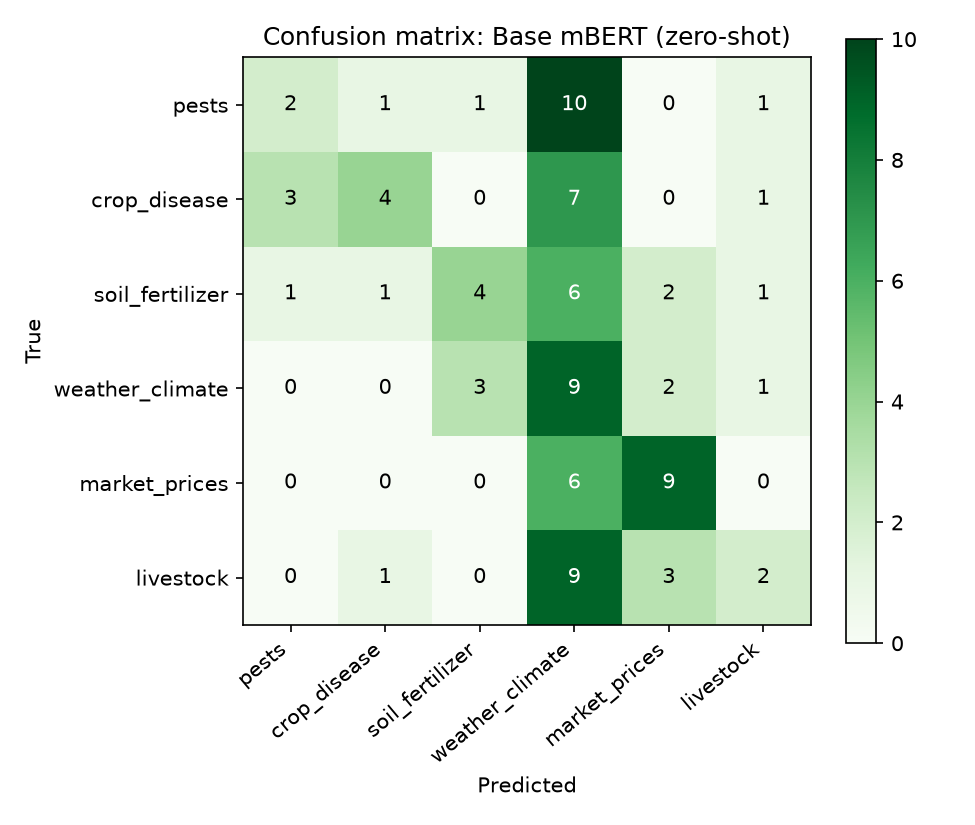 Confusion matrix: Base mBERT (zero-shot)
True
pests 2 1 1 10 0 1
crop_disease 3 4 0 7 0 1
soil_fertilizer 1 1 4 6 2 1
weather_climate 0 0 3 9 2 1
market_prices 0 0 0 6 9 0
livestock 0 1 0 9 3 2
pests crop_disease soil_fertilizer weather_climate market_prices livestock
Predicted
10
8
6
4
2
0